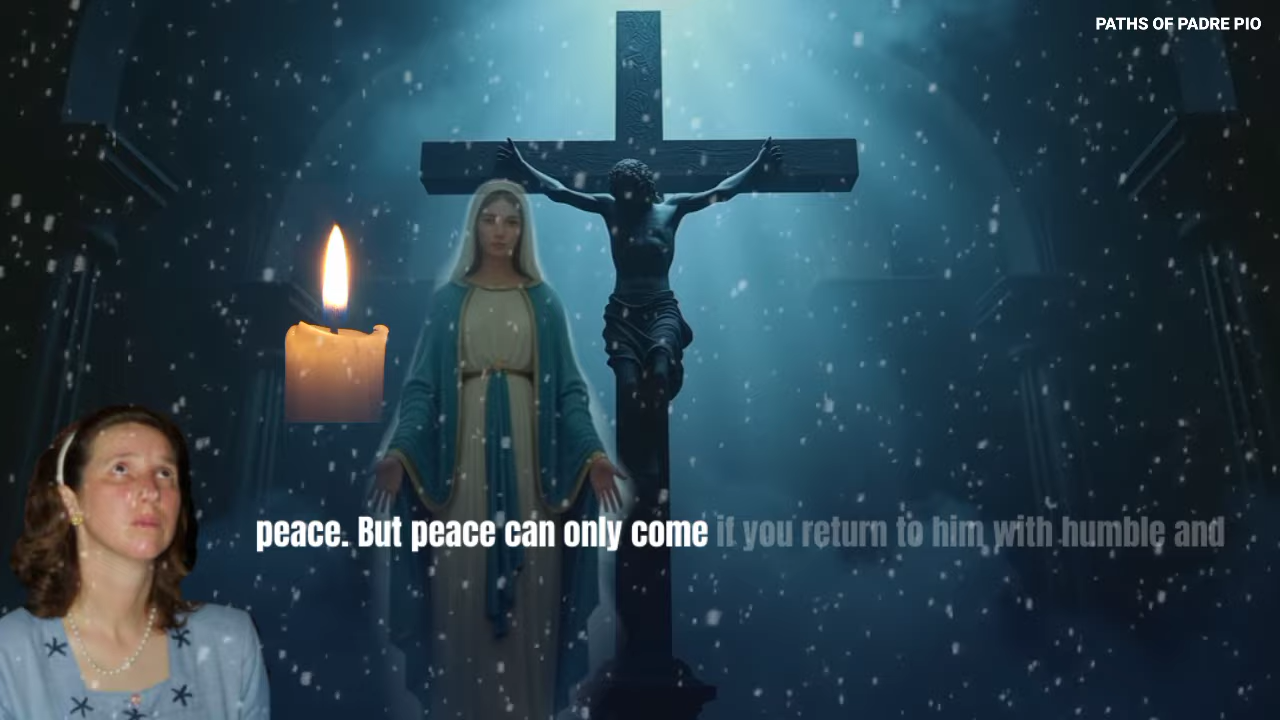 PATHS OF PADRE PIO
peace. But peace can only come if you return to him with humble and